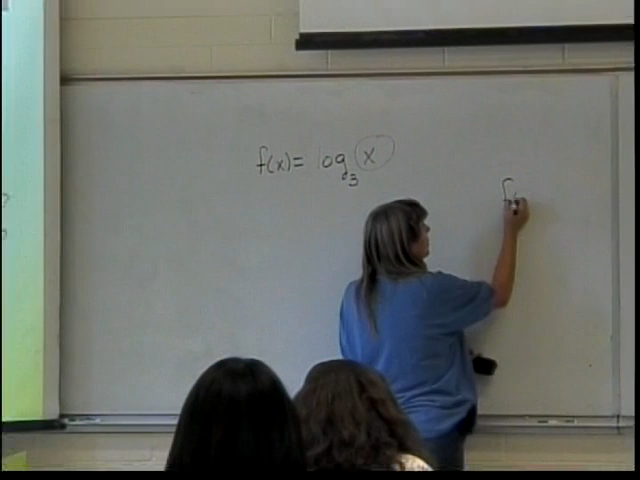 f(x) = log₃ x
f(